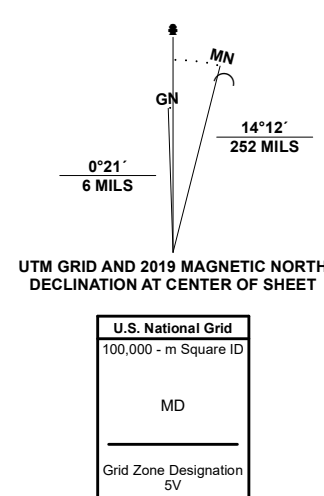 MN
GN
14°12´
252 MILS
0°21´
6 MILS
UTM GRID AND 2019 MAGNETIC NORTH
DECLINATION AT CENTER OF SHEET
U.S. National Grid
100,000 - m Square ID
MD
Grid Zone Designation
5V